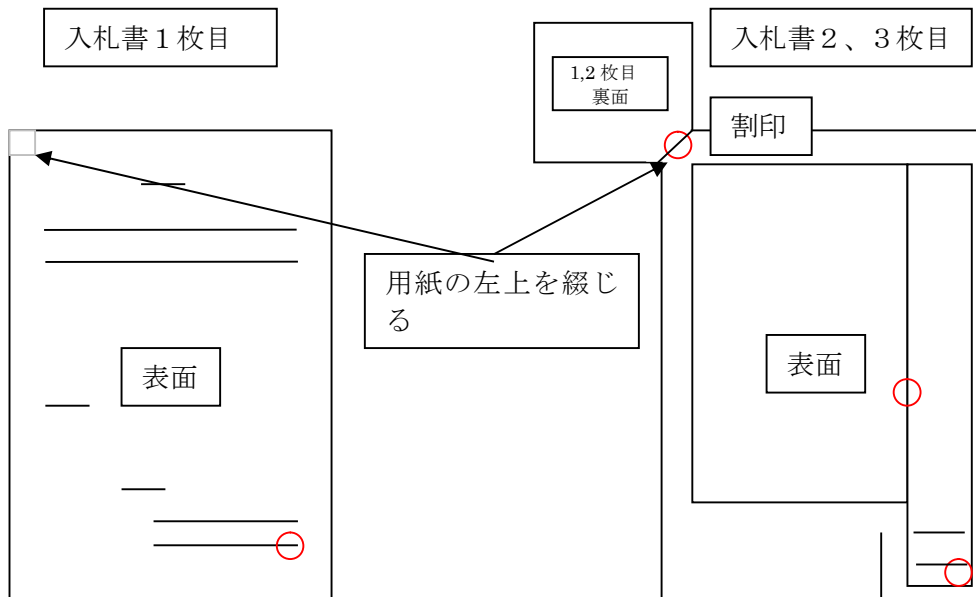 入札書１枚目
1,2 枚目
裏面
入札書２、３枚目
割印
用紙の左上を綴じ
る
表面
表面